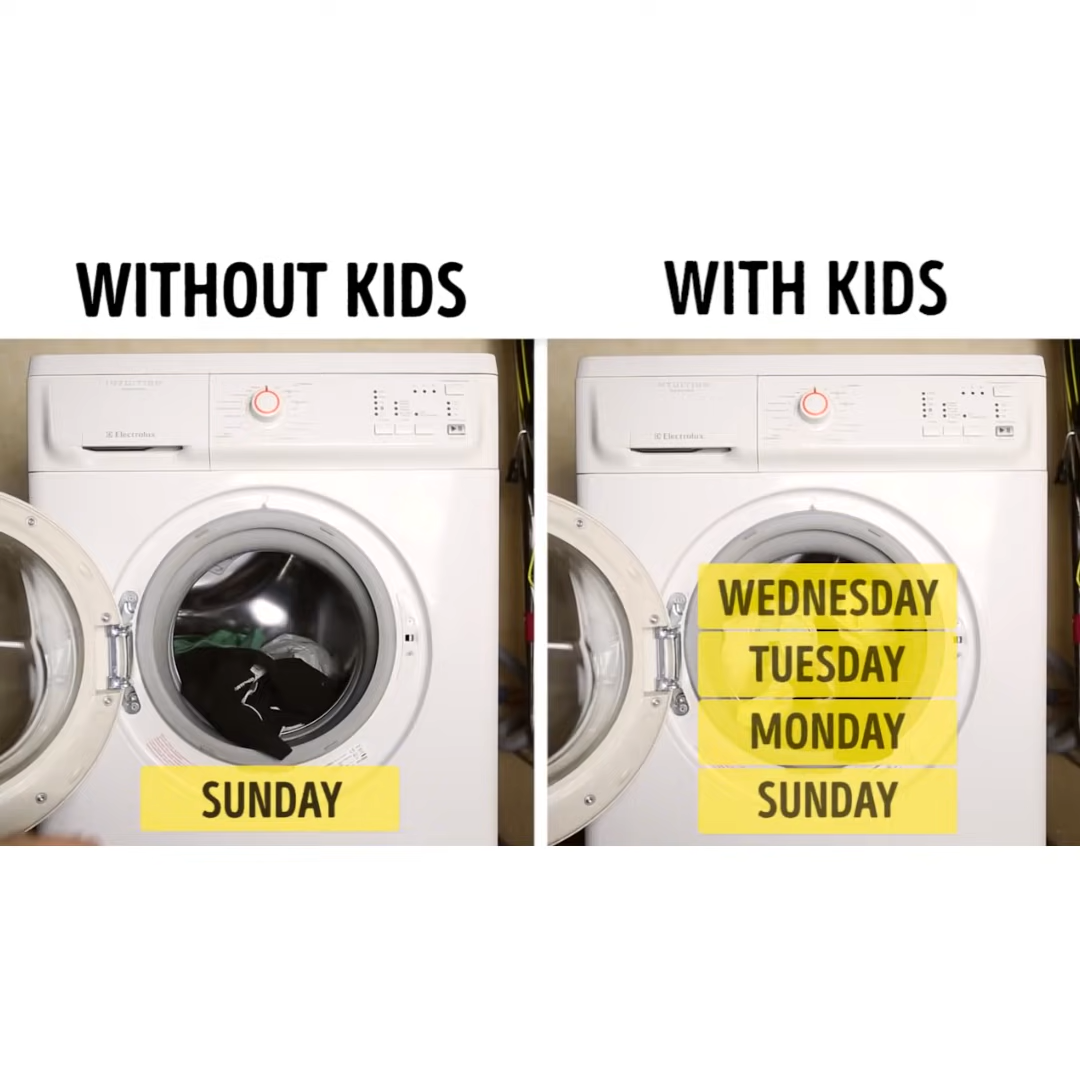 WITHOUT KIDS
WITH KIDS
Electrolux
Electrolux
SUNDAY
WEDNESDAY
TUESDAY
MONDAY
SUNDAY